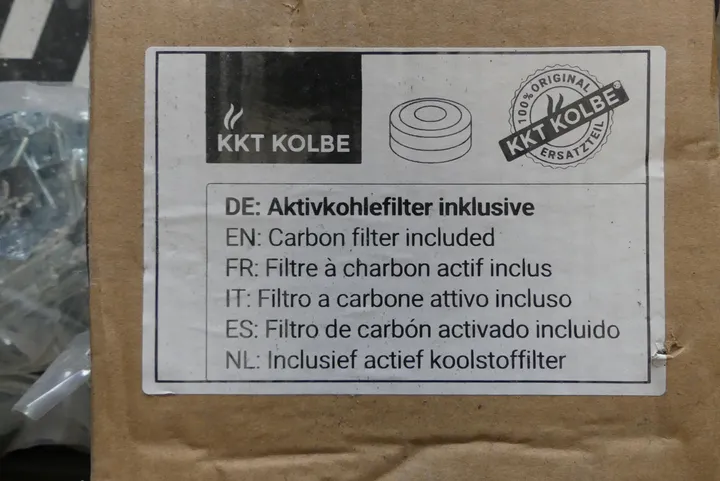 KKT KOLBE
100% ORIGINAL
KKT KOLBE®
ERSATZTEIL
DE: Aktivkohlefilter inklusive
EN: Carbon filter included
FR: Filtre à charbon actif inclus
IT: Filtro a carbone attivo incluso
ES: Filtro de carbón activado incluido
NL: Inclusief actief koolstoffilter